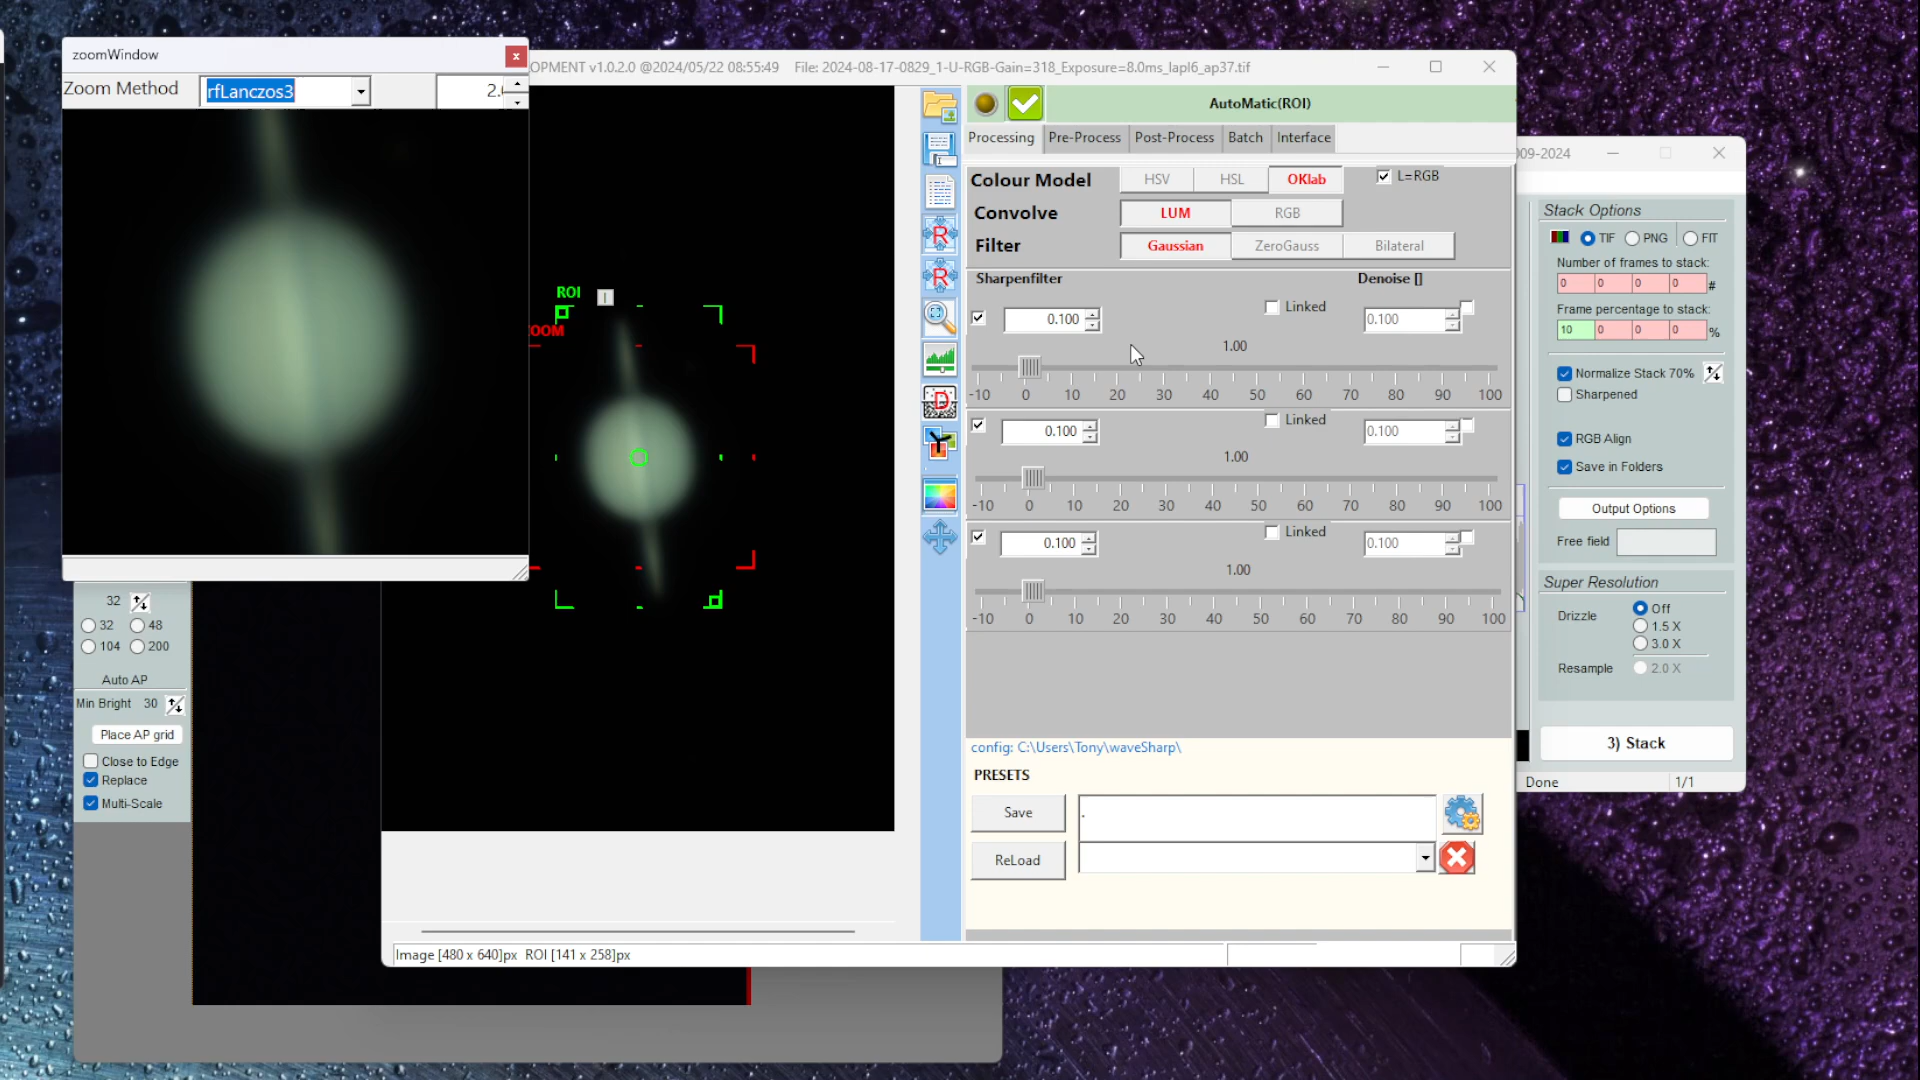 zoomWindow
Zoom Method
rfLanczos3
2.
OPMENT v1.0.2.0 @2024/05/22 08:55:49 File: 2024-08-17-0829_1-U-RGB-Gain=318_Exposure=8.0ms_lapl6_ap37.tif
AutoMatic(ROI)
Processing
Pre-Process
Post-Process
Batch
Interface
Colour Model
HSV
HSL
OKlab
L=RGB
Convolve
LUM
RGB
Filter
Gaussian
ZeroGauss
Bilateral
Sharpenfilter
Denoise []
0.100
Linked
0.100
1.00
-10 0 10 20 30 40 50 60 70 80 90 100
0.100
Linked
0.100
1.00
-10 0 10 20 30 40 50 60 70 80 90 100
0.100
Linked
0.100
1.00
-10 0 10 20 30 40 50 60 70 80 90 100
config: C:\Users\Tony\waveSharp\
PRESETS
Save
.
ReLoad
Image [480 x 640]px ROI [141 x 258]px
ROI
OOM
R
R
D
32
32
48
104
200
Auto AP
Min Bright 30
Place AP grid
Close to Edge
Replace
Multi-Scale
009-2024
Stack Options
TIF
PNG
FIT
Number of frames to stack:
0 0 0 0 #
Frame percentage to stack:
10 0 0 0 %
Normalize Stack 70%
Sharpened
RGB Align
Save in Folders
Output Options
Free field
Super Resolution
Drizzle
Off
1.5 X
3.0 X
Resample
2.0 X
3) Stack
Done
1/1